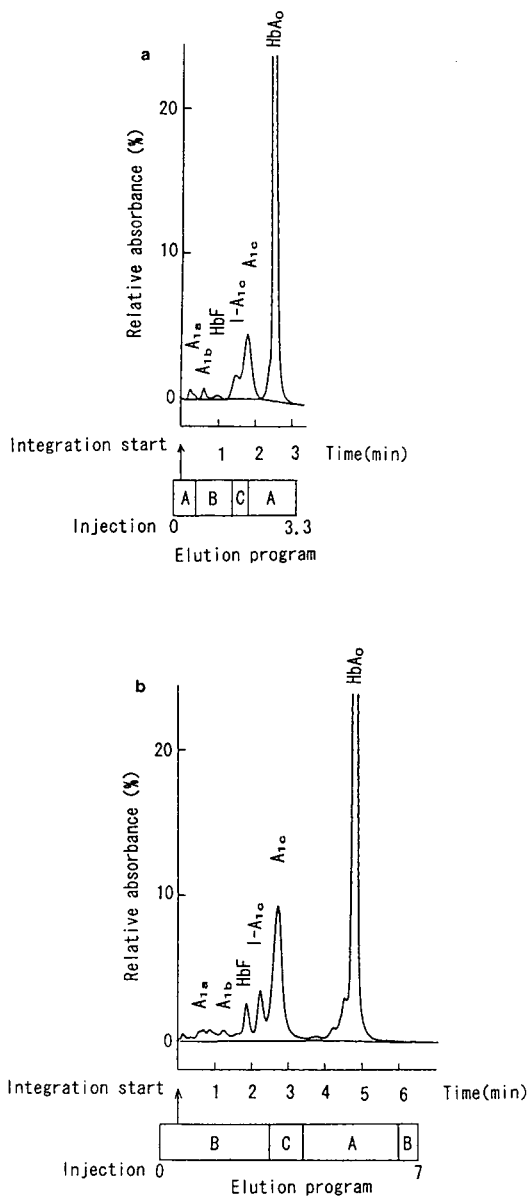 a
HbA₀
20
10
0
Relative absorbance (%)
A₁ₐ
A₁b
HbF
l-A₁c
A₁c
1 2 3 Time(min)
Integration start
A B C A
Injection 0 3.3
Elution program
b
HbA₀
20
10
0
Relative absorbance (%)
A₁ₐ
A₁b
HbF
l-A₁c
A₁c
1 2 3 4 5 6 Time(min)
Integration start
B C A B
Injection 0 7
Elution program